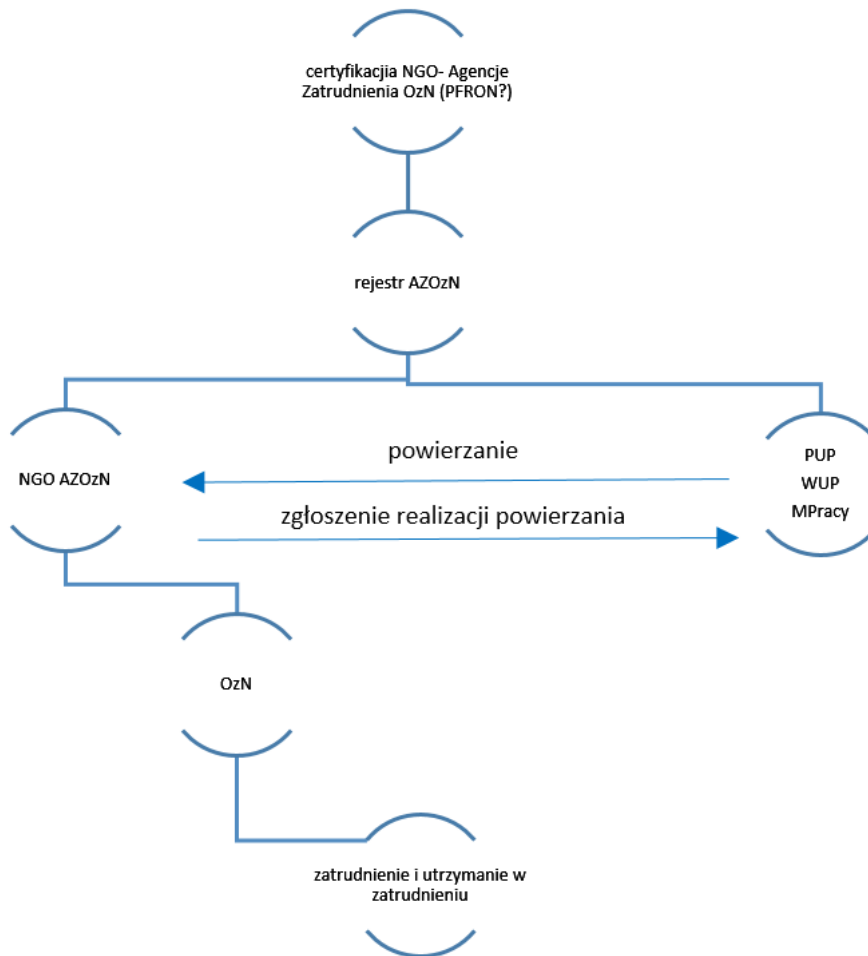 certyfikacjia NGO- Agencje
Zatrudnienia OzN (PFRON?)
rejestr AZOzN
powierzanie
NGO AZOzN
PUP
WUP
MPracy
zgłoszenie realizacji powierzania
OzN
zatrudnienie i utrzymanie w
zatrudnieniu